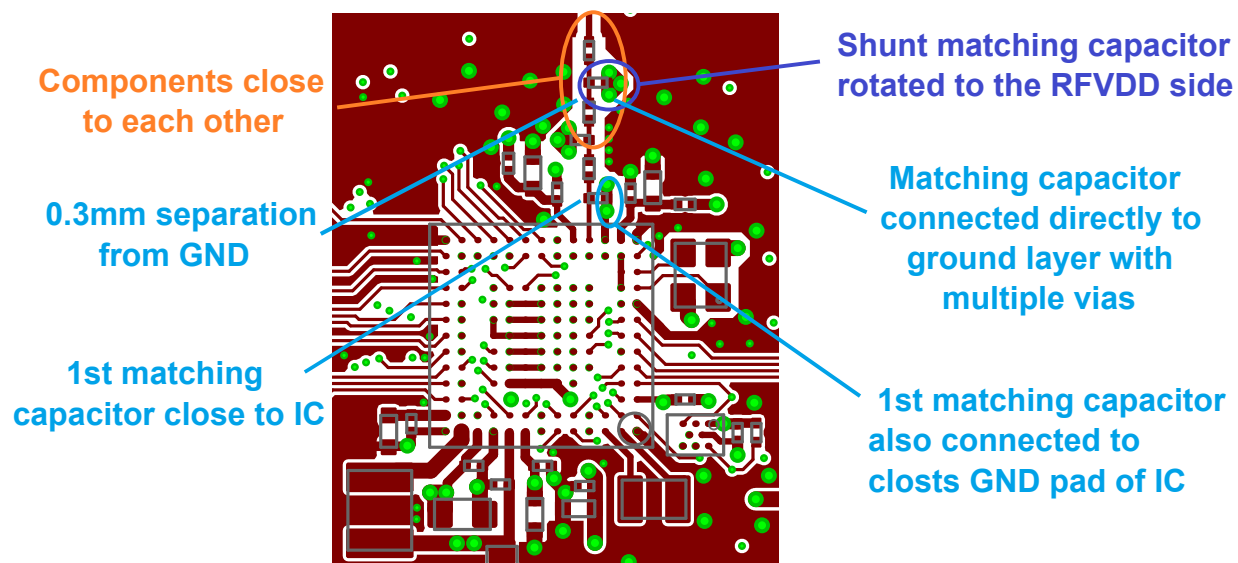 Components close
to each other
0.3mm separation
from GND
1st matching
capacitor close to IC
Shunt matching capacitor
rotated to the RFVDD side
Matching capacitor
connected directly to
ground layer with
multiple vias
1st matching capacitor
also connected to
closts GND pad of IC